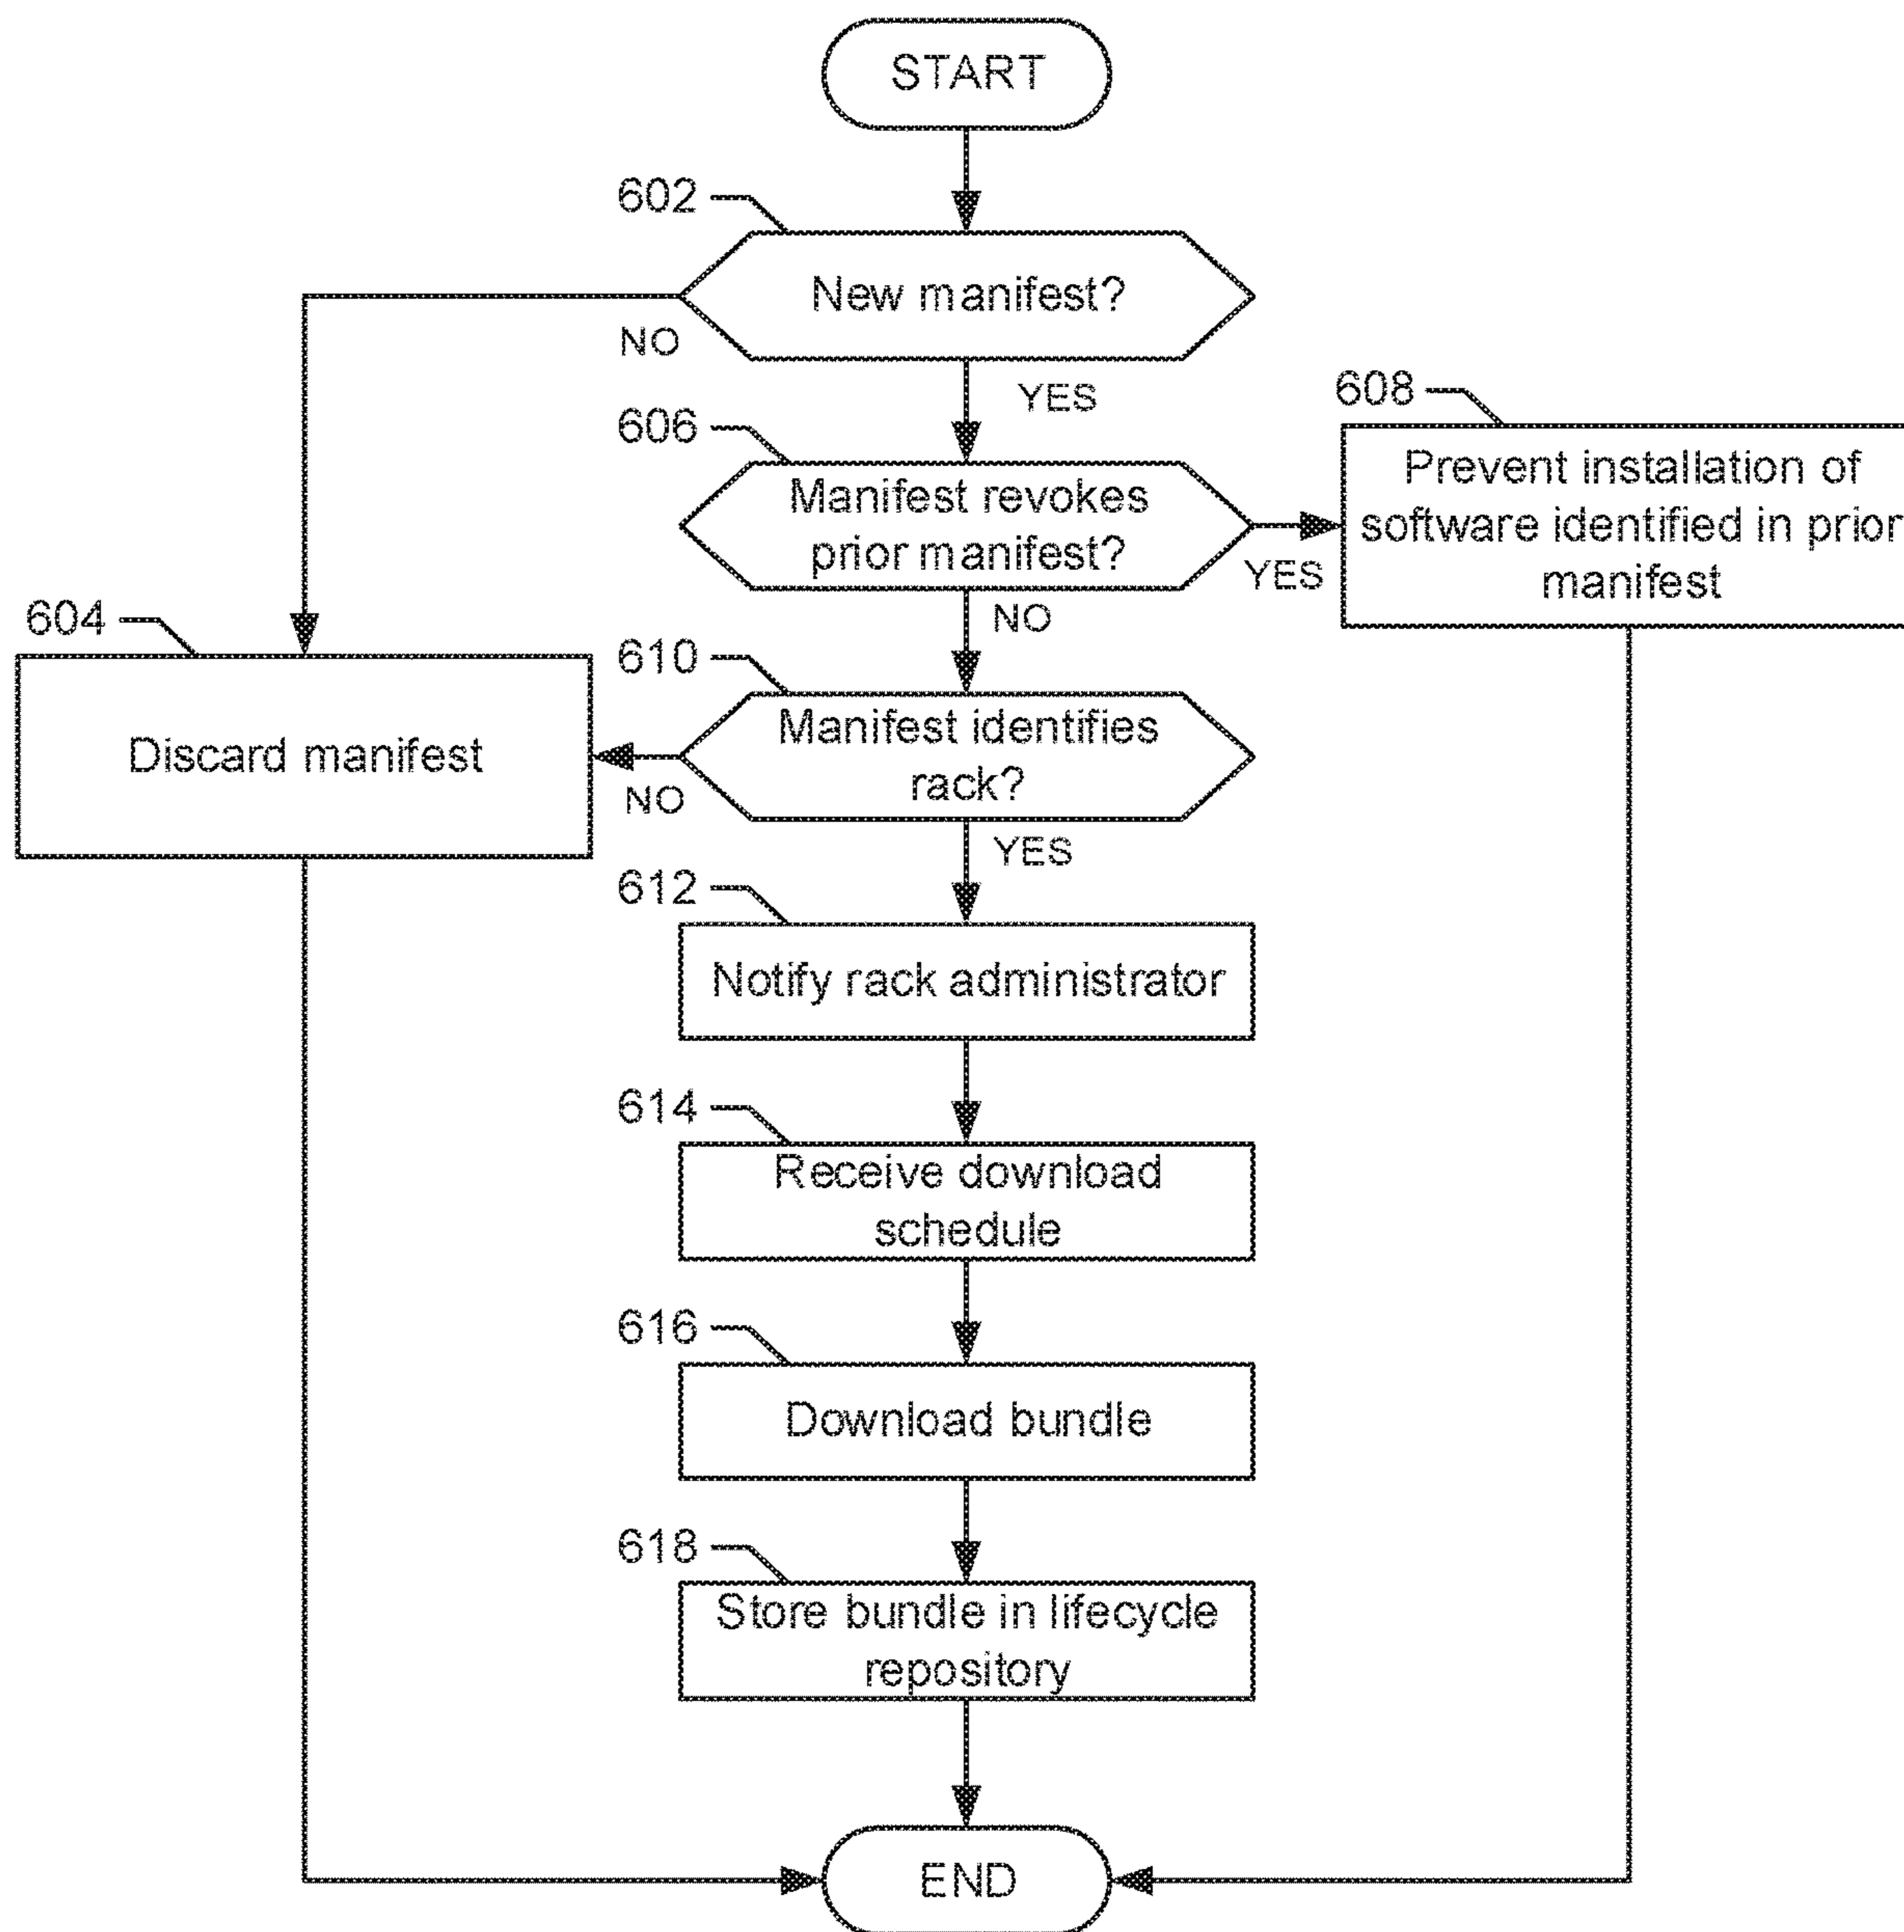 START
602
New manifest?
NO
YES
606
608
Manifest revokes
prior manifest?
YES
Prevent installation of
software identified in prior
manifest
NO
604
610
Discard manifest
Manifest identifies
rack?
NO
YES
612
Notify rack administrator
614
Receive download
schedule
616
Download bundle
618
Store bundle in lifecycle
repository
END